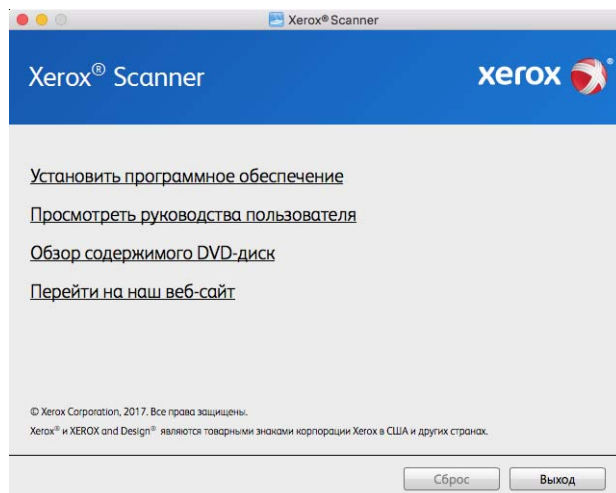 Xerox® Scanner
Xerox® Scanner
xerox®
Установить программное обеспечение
Просмотреть руководства пользователя
Обзор содержимого DVD-диск
Перейти на наш веб-сайт
© Xerox Corporation, 2017. Все права защищены.
Xerox® и XEROX and Design® являются товарными знаками корпорации Xerox в США и других странах.
Сброс
Выход